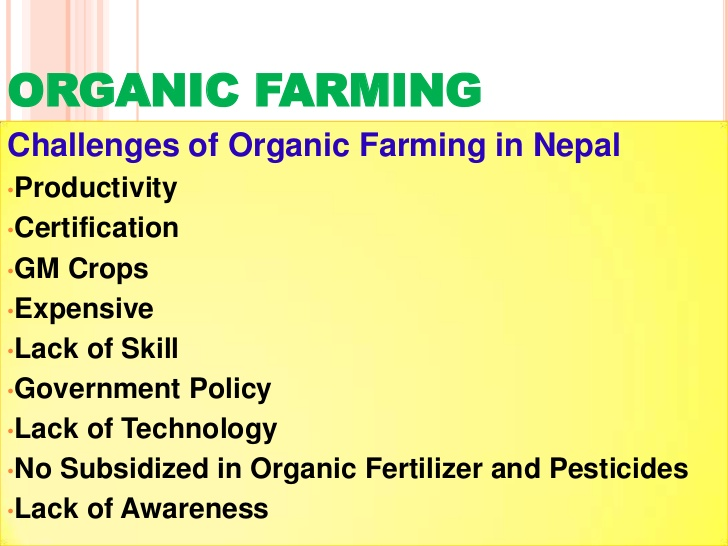 ORGANIC FARMING
Challenges of Organic Farming in Nepal
•Productivity
•Certification
•GM Crops
•Expensive
•Lack of Skill
•Government Policy
•Lack of Technology
•No Subsidized in Organic Fertilizer and Pesticides
•Lack of Awareness